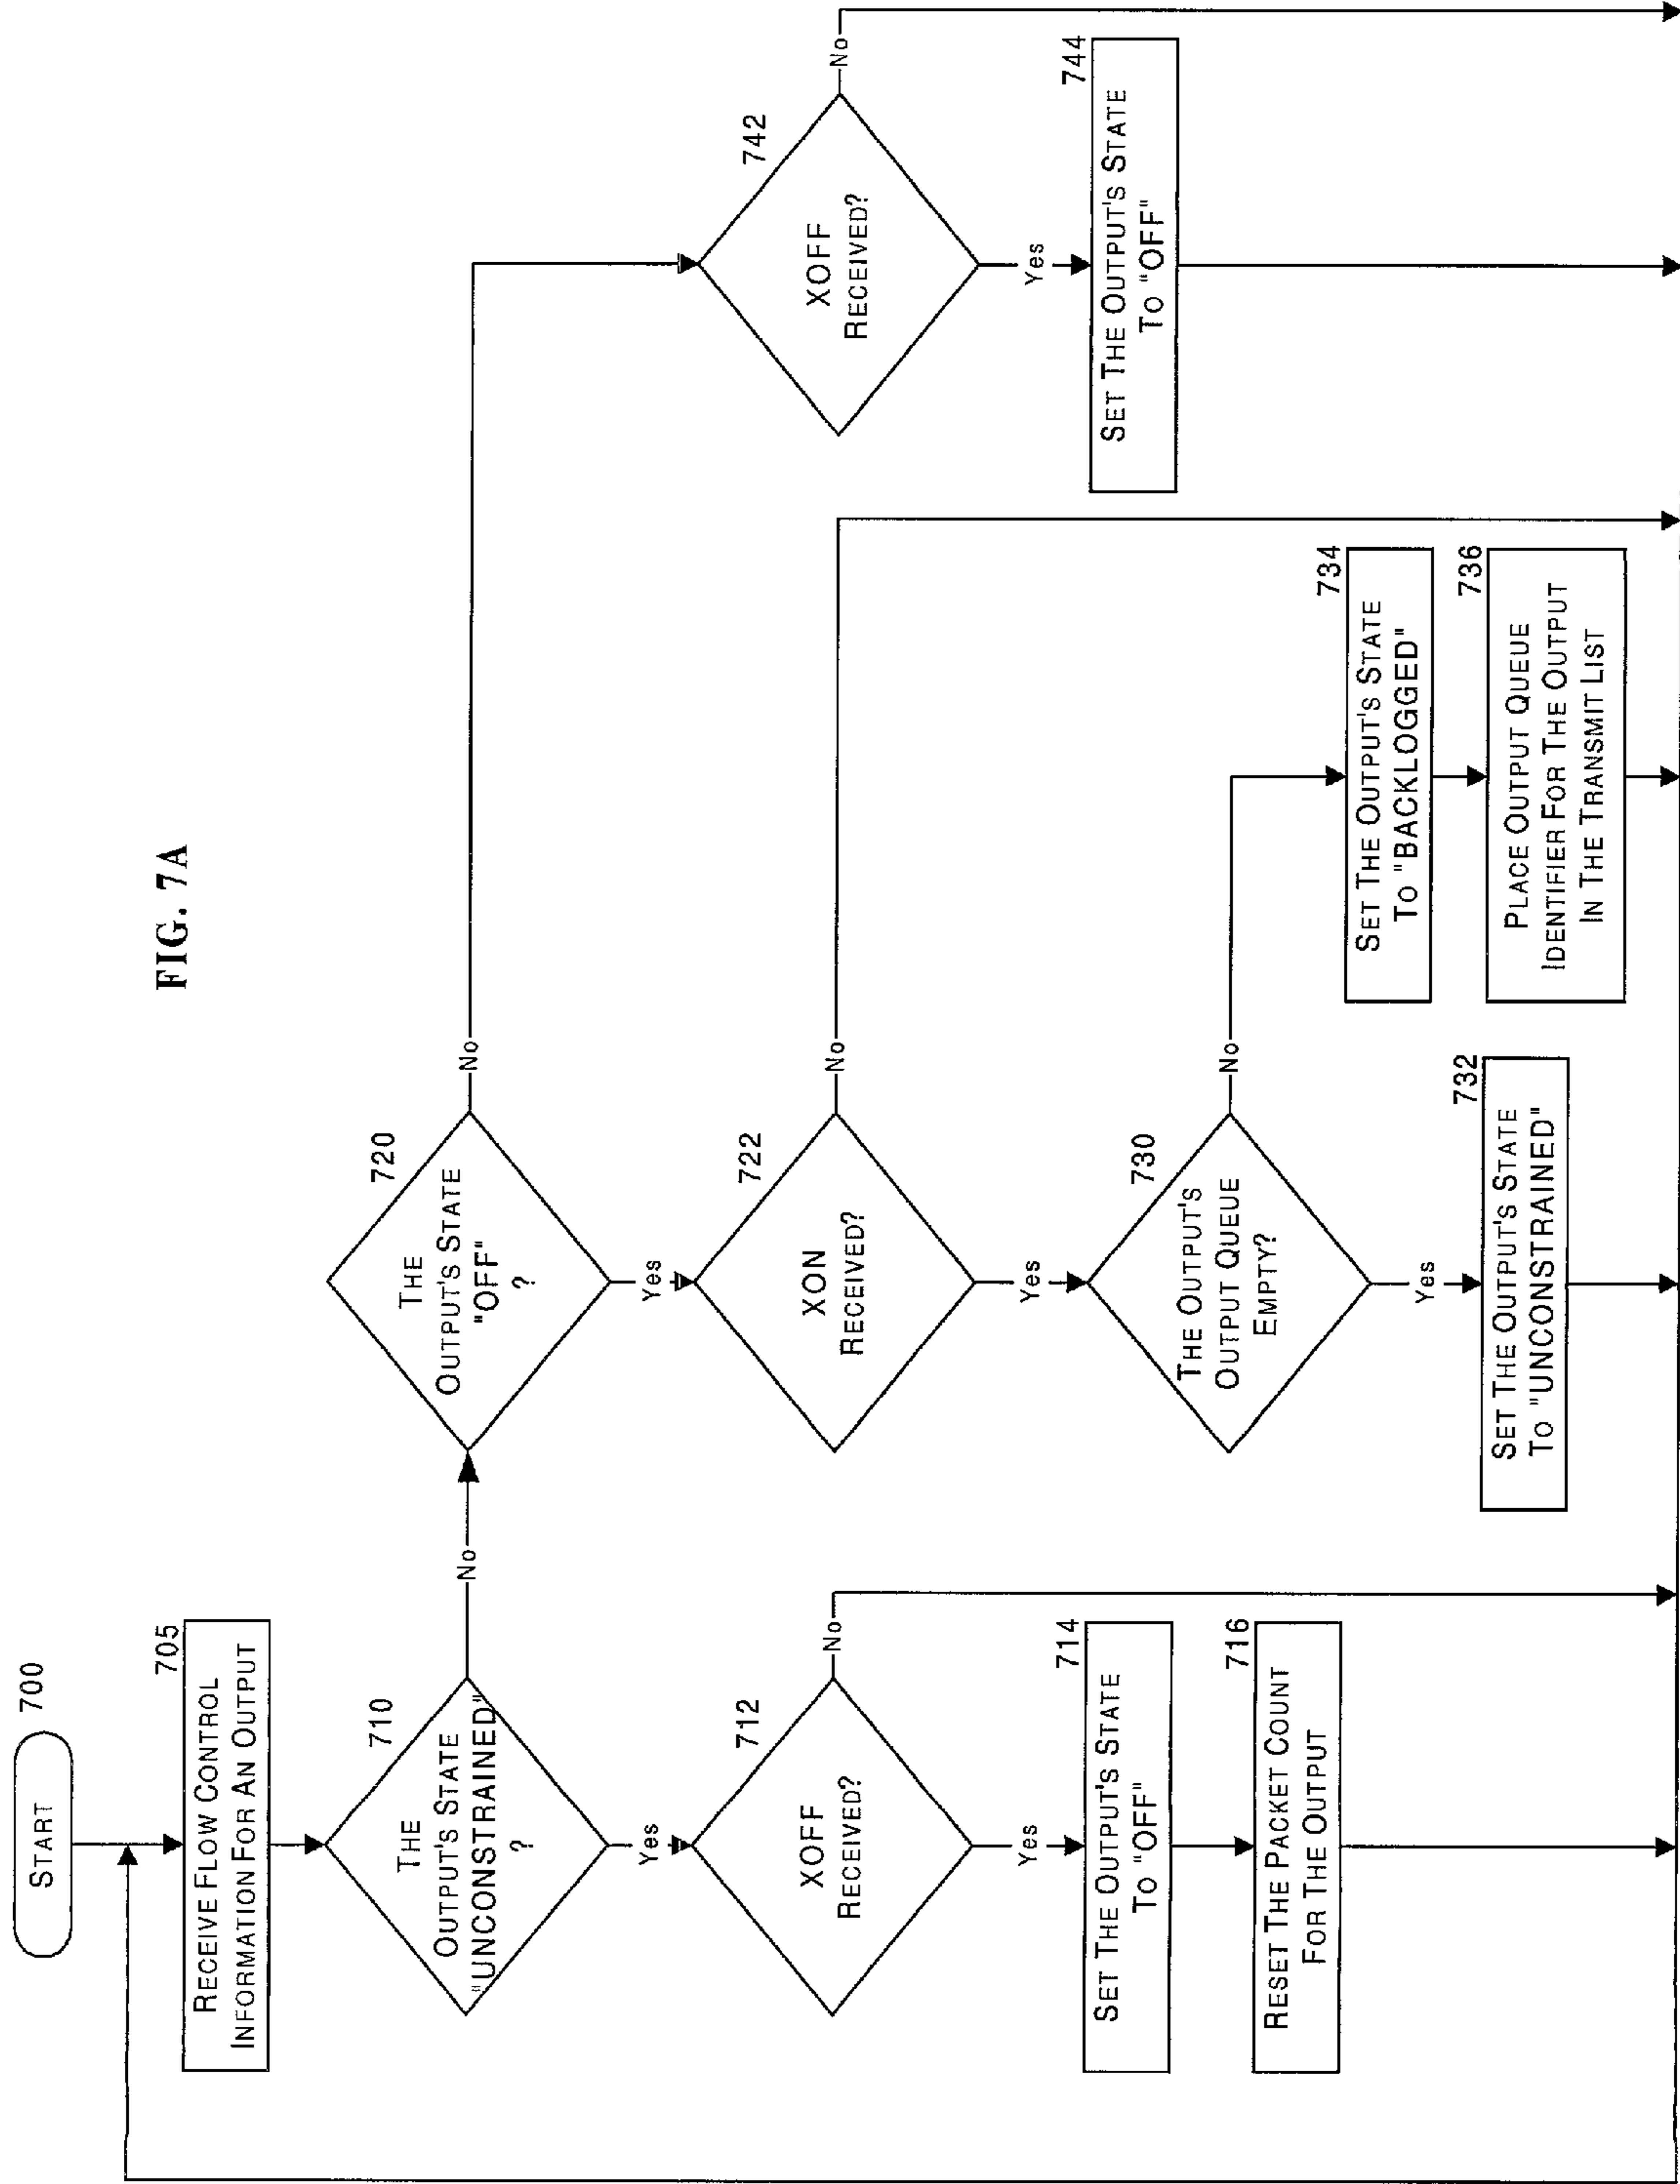 FIG. 7A
START
700
RECEIVE FLOW CONTROL
INFORMATION FOR AN OUTPUT
705
THE
OUTPUT'S STATE
"UNCONSTRAINED"
?
710
No
Yes
XOFF
RECEIVED?
712
No
Yes
SET THE OUTPUT'S STATE
TO "OFF"
714
RESET THE PACKET COUNT
FOR THE OUTPUT
716
THE
OUTPUT'S STATE
"OFF"
?
720
No
Yes
XON
RECEIVED?
722
No
Yes
THE OUTPUT'S
OUTPUT QUEUE
EMPTY?
730
No
Yes
SET THE OUTPUT'S STATE
TO "UNCONSTRAINED"
732
SET THE OUTPUT'S STATE
TO "BACKLOGGED"
734
PLACE OUTPUT QUEUE
IDENTIFIER FOR THE OUTPUT
IN THE TRANSMIT LIST
736
XOFF
RECEIVED?
742
No
Yes
SET THE OUTPUT'S STATE
TO "OFF"
744